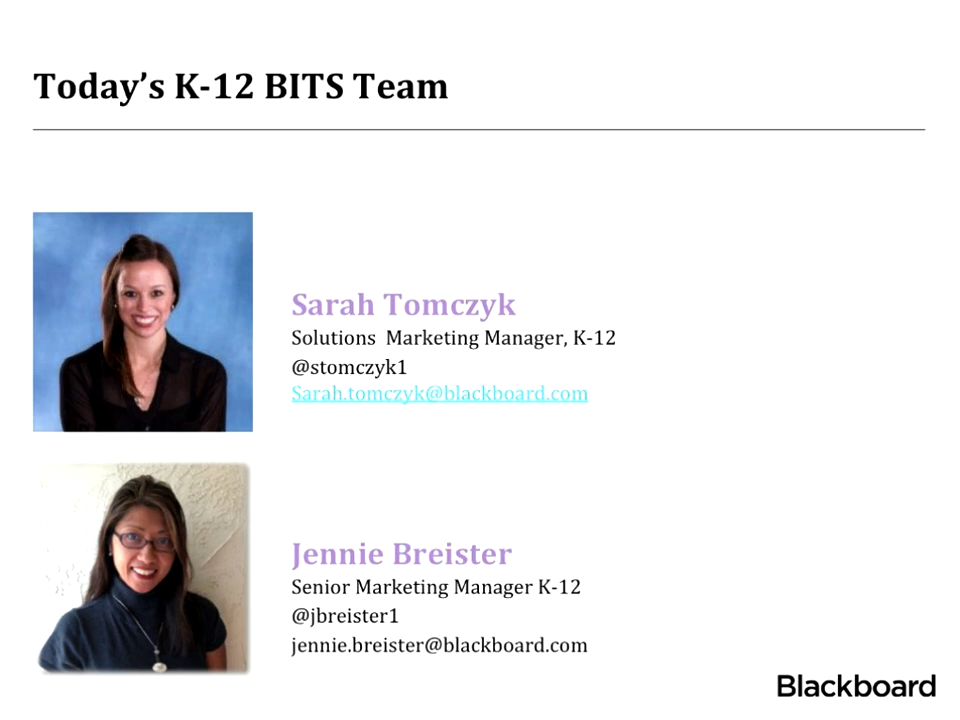 Today’s K-12 BITS Team
Sarah Tomczyk
Solutions  Marketing Manager, K-12
@stomczyk1
Sarah.tomczyk@blackboard.com
Jennie Breister
Senior Marketing Manager K-12
@jbreister1
jennie.breister@blackboard.com
Blackboard